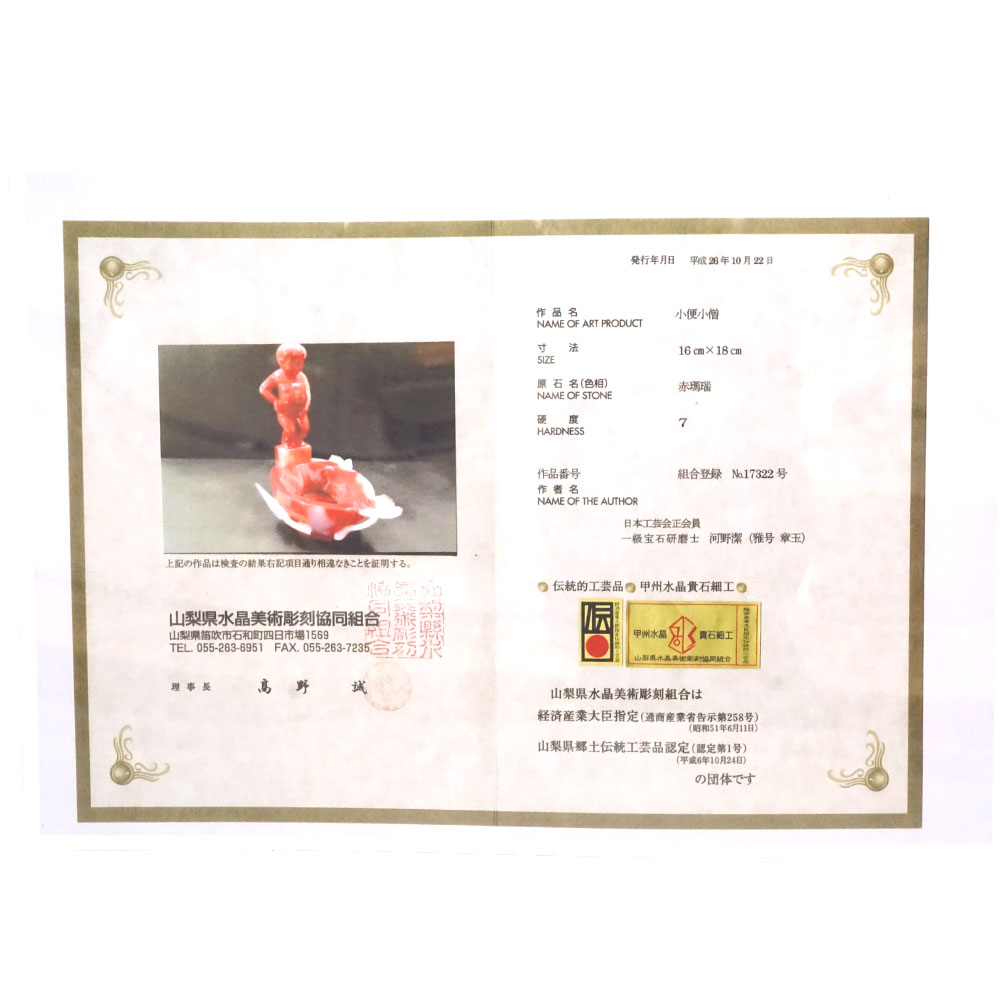 上記の作品は検査の結果右記項目通り相違なきことを証明する。
山梨県水晶美術彫刻協同組合
山梨県笛吹市石和町四日市場1569
TEL. 055-263-6951 FAX. 055-263-7235
理事長 高野 誠
発行年月日 平成26年10月22日
作品名 小便小僧
NAME OF ART PRODUCT
寸法 16㎝×18㎝
SIZE
原石名(色相) 赤瑪瑙
NAME OF STONE
硬度 7
HARDNESS
作品番号 組合登録 No.17322号
作者名
NAME OF THE AUTHOR
日本工芸会正会員
一級宝石研磨士 河野潔(雅号 章玉)
伝統的工芸品 甲州水晶貴石細工
伝
甲州水晶 貴石細工
山梨県水晶美術彫刻協同組合
山梨県水晶美術彫刻組合は
経済産業大臣指定(通商産業省告示第258号)
(昭和51年6月11日)
山梨県郷土伝統工芸品認定(認定第1号)
(平成6年10月24日)
の団体です